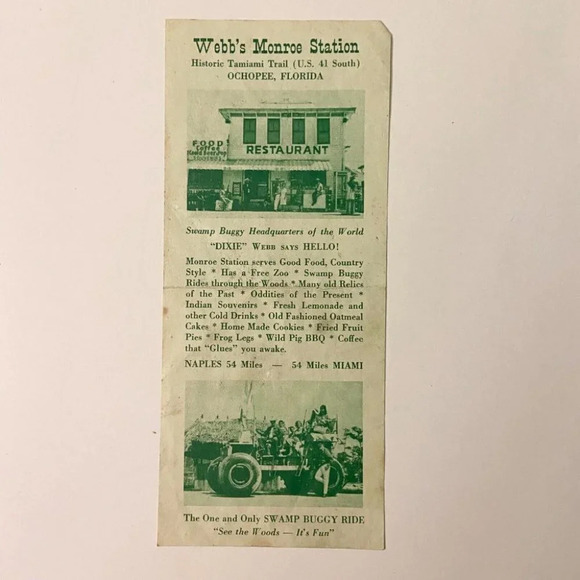 Webb's Monroe Station
Historic Tamiami Trail (U.S. 41 South)
OCHOPEE, FLORIDA
FOOD
Coffee
RESTAURANT
Swamp Buggy Headquarters of the World
"DIXIE" WEBB SAYS HELLO!
Monroe Station serves Good Food, Country
Style * Has a Free Zoo * Swamp Buggy
Rides through the Woods * Many old Relics
of the Past * Oddities of the Present *
Indian Souvenirs * Fresh Lemonade and
other Cold Drinks * Old Fashioned Oatmeal
Cakes * Home Made Cookies * Fried Fruit
Pies * Frog Legs * Wild Pig BBQ * Coffee
that "Glues" you awake.
NAPLES 54 Miles — 54 Miles MIAMI
The One and Only SWAMP BUGGY RIDE
"See the Woods — It's Fun"